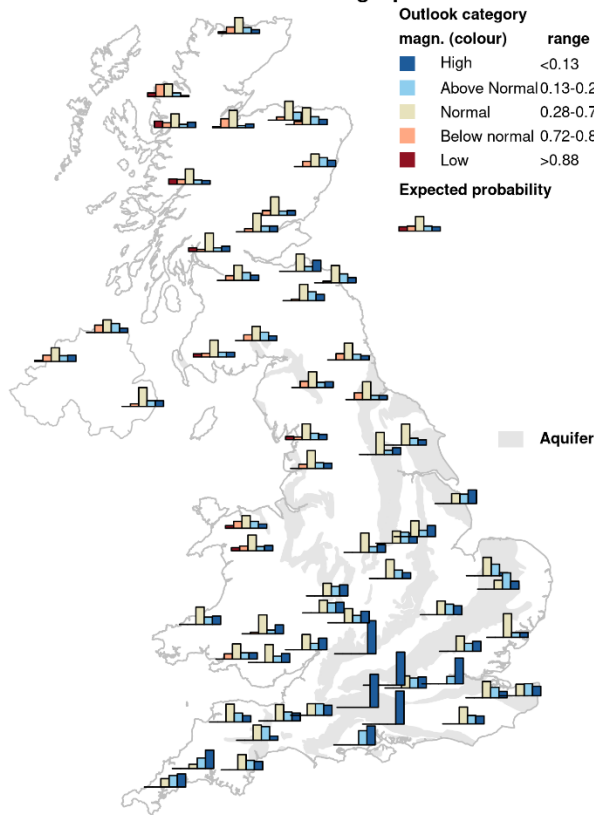 Outlook category
magn. (colour) range
High <0.13
Above Normal 0.13-0.2
Normal 0.28-0.7
Below normal 0.72-0.8
Low >0.88
Expected probability
Aquifer